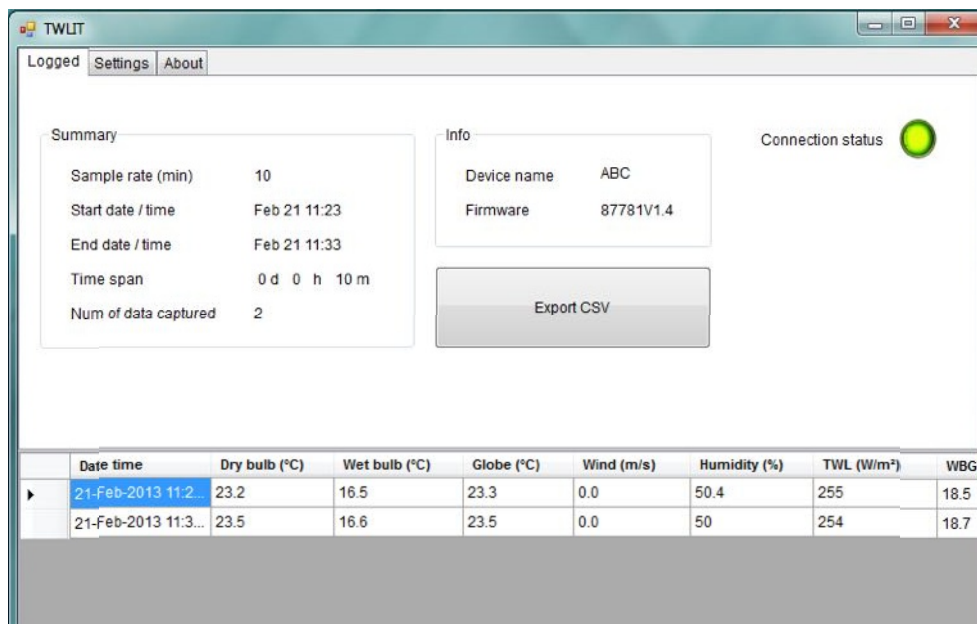 TWLIT
Logged Settings About
Summary
Sample rate (min) 10
Start date / time Feb 21 11:23
End date / time Feb 21 11:33
Time span 0 d 0 h 10 m
Num of data captured 2
Info
Device name ABC
Firmware 87781V1.4
Export CSV
Connection status
Date time Dry bulb (°C) Wet bulb (°C) Globe (°C) Wind (m/s) Humidity (%) TWL (W/m²) WBG
21-Feb-2013 11:2... 23.2 16.5 23.3 0.0 50.4 255 18.5
21-Feb-2013 11:3... 23.5 16.6 23.5 0.0 50 254 18.7